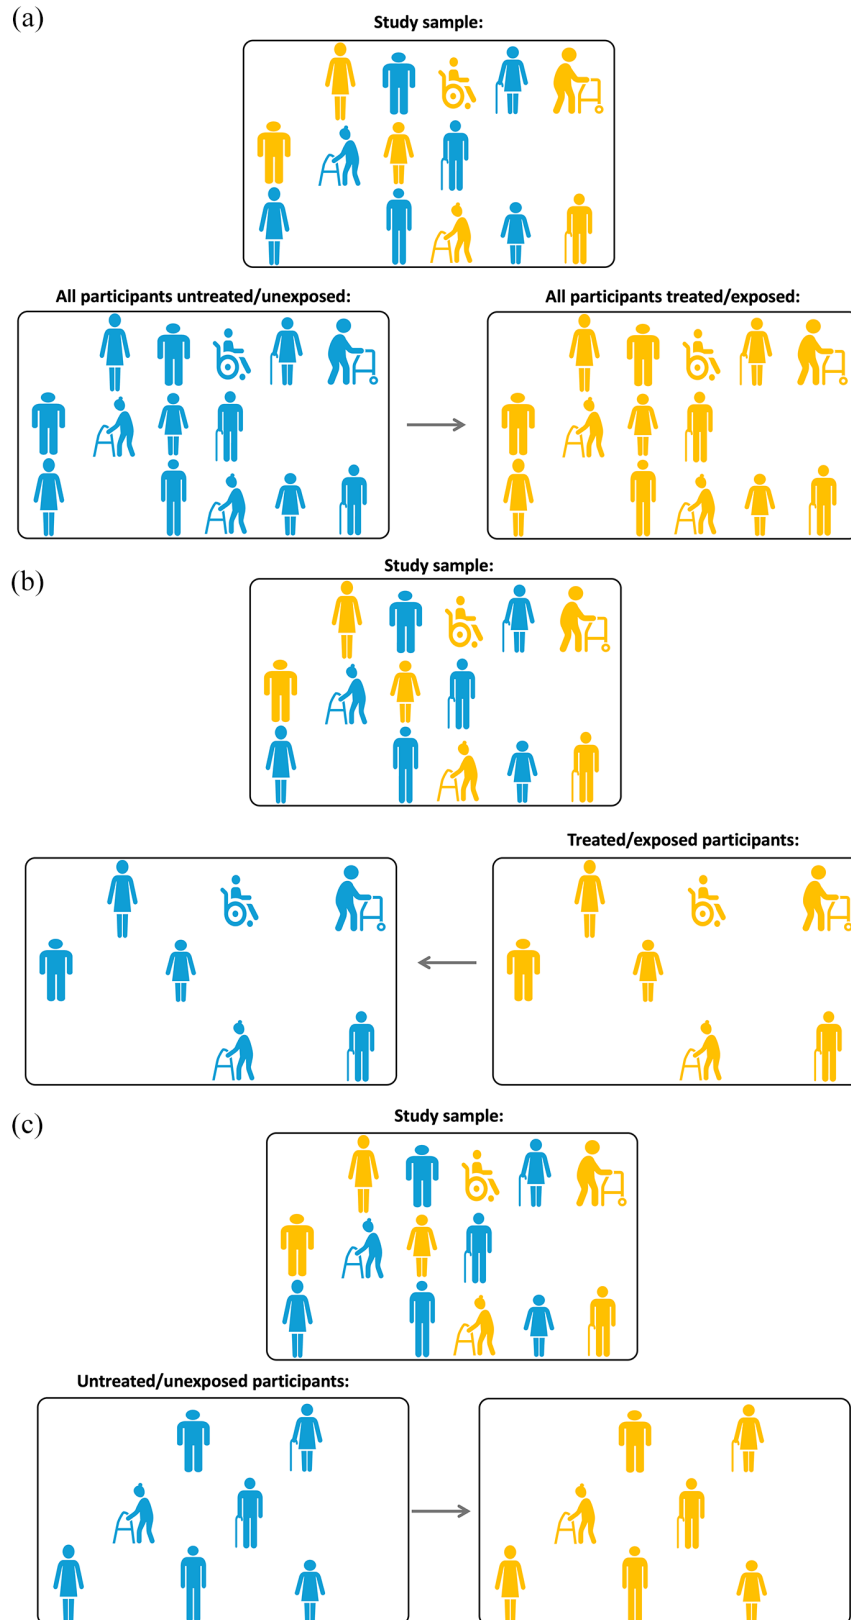 (a)
Study sample:
All participants untreated/unexposed:
All participants treated/exposed:
(b)
Study sample:
Treated/exposed participants:
(c)
Study sample:
Untreated/unexposed participants: